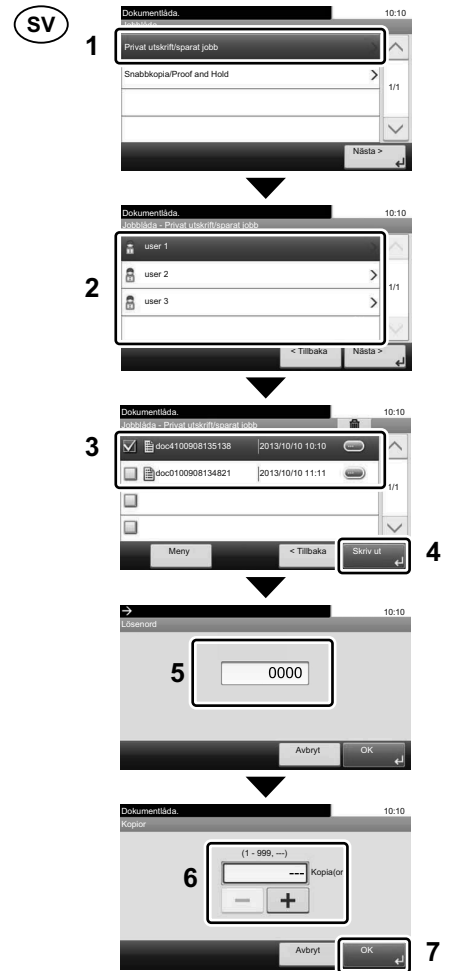 SV
Dokumentlåda.
10:10
Jobblåda
1
Privat utskrift/sparat jobb
Snabbkopia/Proof and Hold
1/1
Nästa >
Dokumentlåda.
10:10
Jobblåda - Privat utskrift/sparat jobb
user 1
2
user 2
1/1
user 3
< Tillbaka Nästa >
Dokumentlåda.
10:10
Jobblåda - Privat utskrift/sparat jobb
3
doc4100908135138 2013/10/10 10:10
doc0100908134821 2013/10/10 11:11
1/1
Meny < Tillbaka Skriv ut
4
10:10
Lösenord
5
0000
Avbryt OK
Dokumentlåda.
10:10
Kopior
(1 - 999, ---)
6
--- Kopia(or
Avbryt OK
7